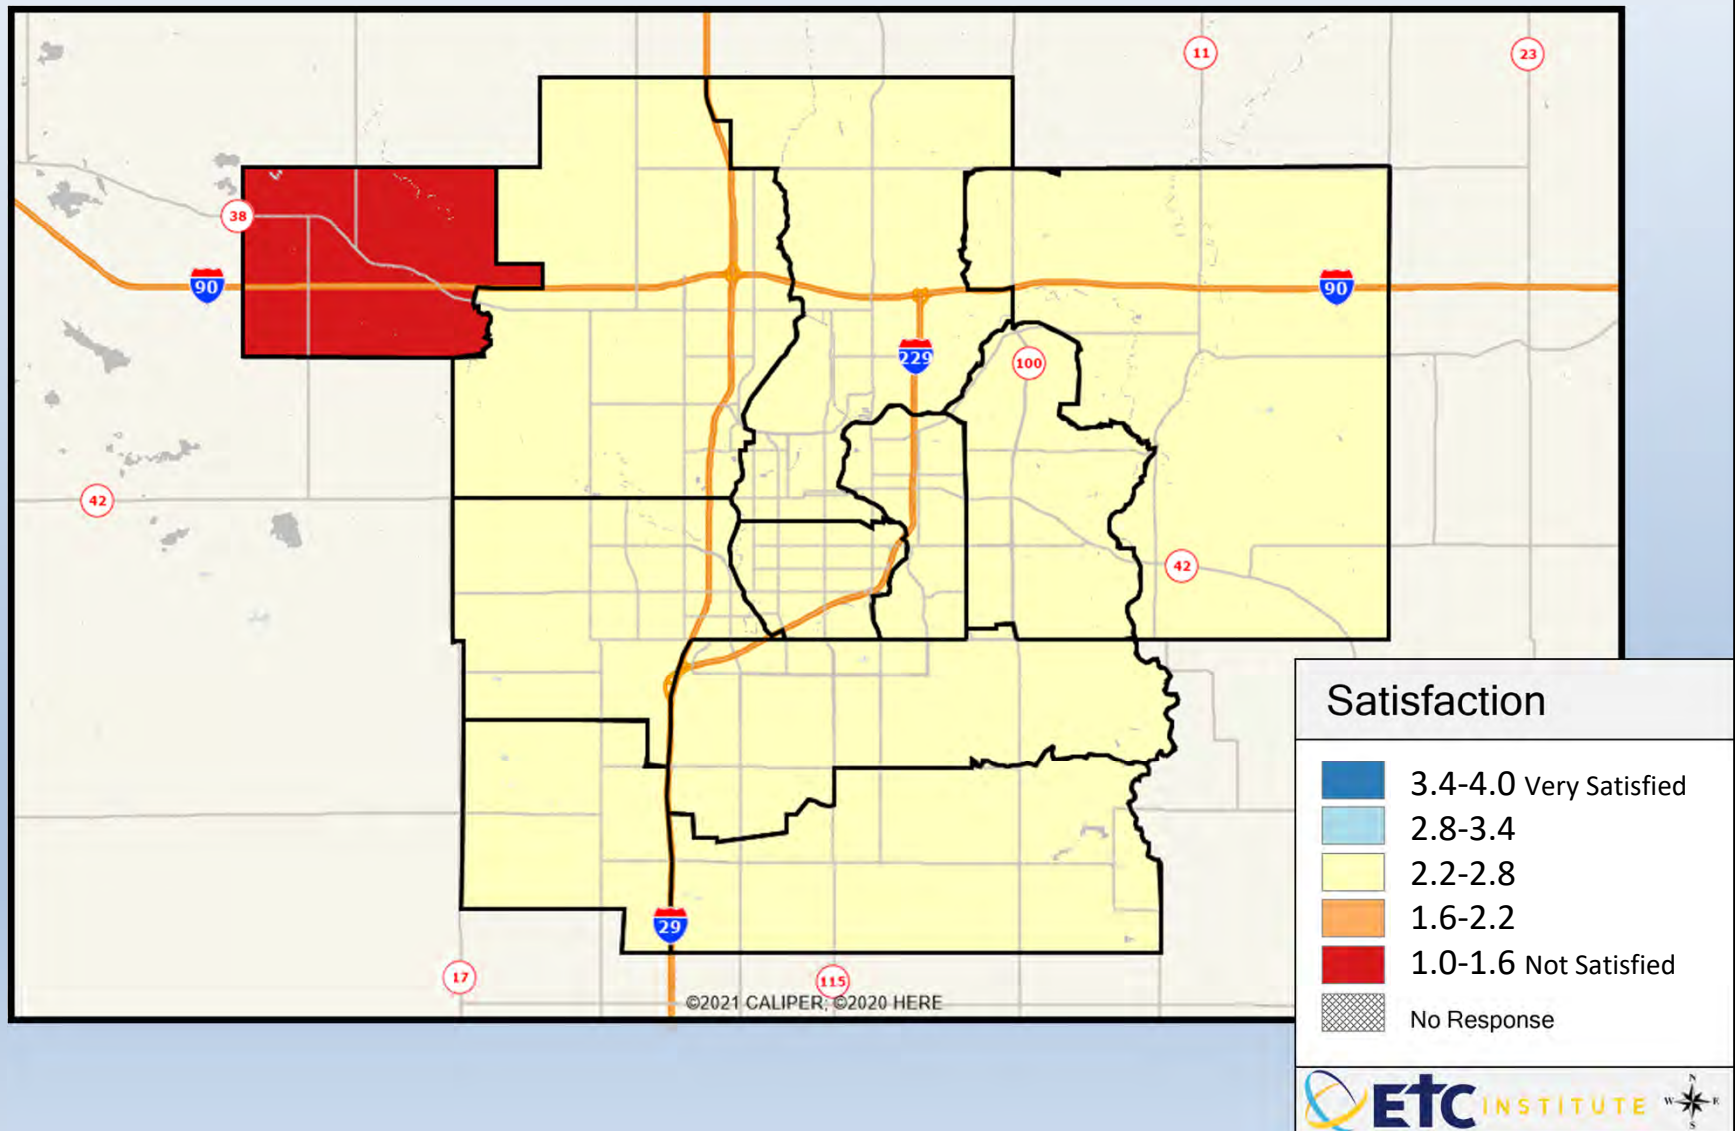 11
23
38
90
90
229
100
42
42
29
17
115
©2021 CALIPER; ©2020 HERE
Satisfaction
3.4-4.0 Very Satisfied
2.8-3.4
2.2-2.8
1.6-2.2
1.0-1.6 Not Satisfied
No Response
ETC INSTITUTE
N
W E
S